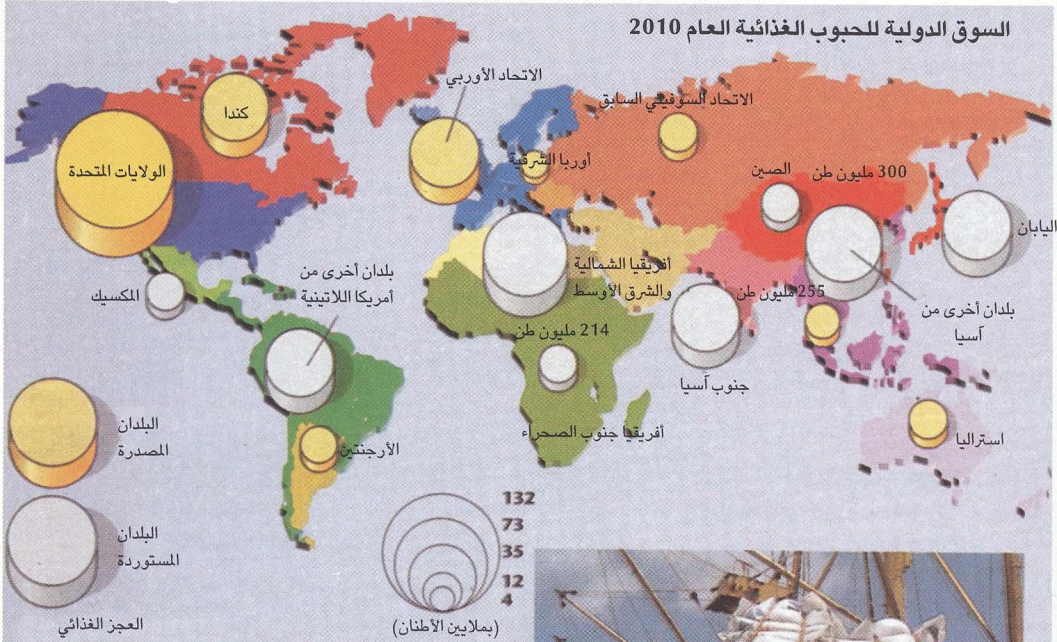 السوق الدولية للحبوب الغذائية العام 2010
الاتحاد الأوربي
الاتحاد السوفيتي السابق
كندا
أوربا الشرقية
الولايات المتحدة
الصين
300 مليون طن
اليابان
أفريقيا الشمالية
والشرق الأوسط
بلدان أخرى من
أمريكا اللاتينية
المكسيك
255 مليون طن
بلدان أخرى من
آسيا
214 مليون طن
جنوب آسيا
البلدان
المصدرة
الأرجنتين
أفريقيا جنوب الصحراء
استراليا
132
73
35
12
4
البلدان
المستوردة
العجز الغذائي
(بملايين الأطنان)